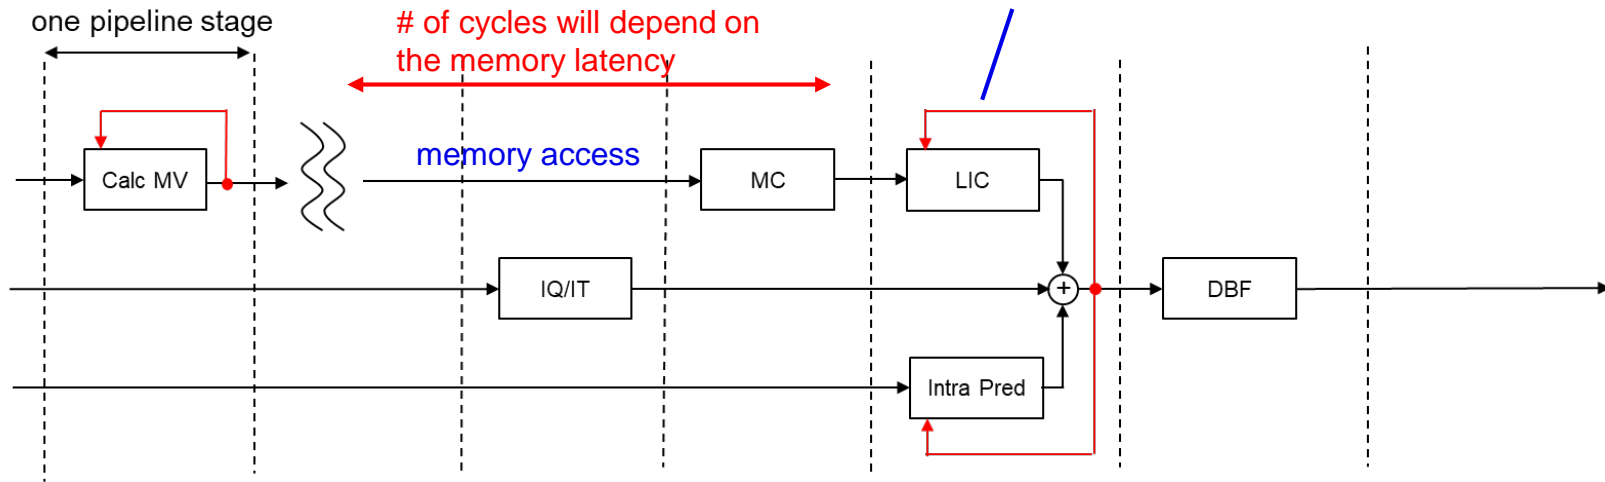 one pipeline stage
# of cycles will depend on
the memory latency
memory access
Calc MV
MC
LIC
IQ/IT
+
DBF
Intra Pred